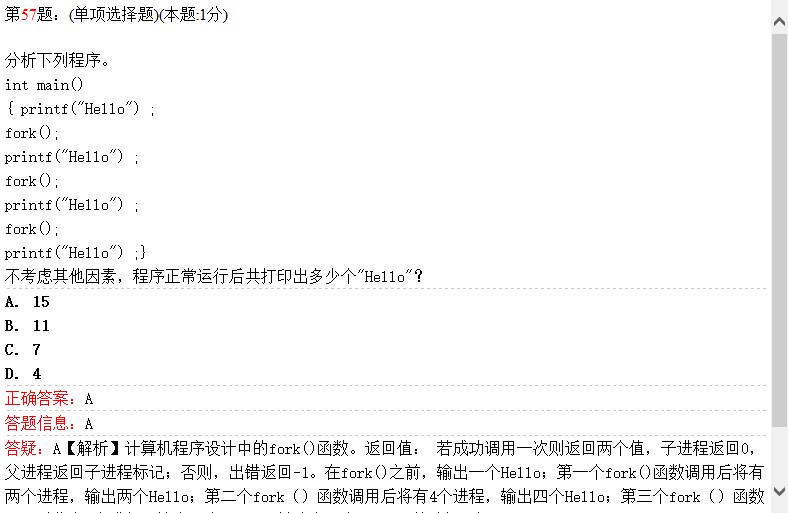 第57题：(单项选择题)(本题:1分)
分析下列程序。
int main()
{ printf("Hello") ;
fork();
printf("Hello") ;
fork();
printf("Hello") ;
fork();
printf("Hello") ;}
不考虑其他因素，程序正常运行后共打印出多少个"Hello"?
A. 15
B. 11
C. 7
D. 4
正确答案：A
答题信息：A
答疑：A【解析】计算机程序设计中的fork()函数。返回值： 若成功调用一次则返回两个值，子进程返回0，
父进程返回子进程标记；否则，出错返回-1。在fork()之前，输出一个Hello；第一个fork()函数调用后将有
两个进程，输出两个Hello；第二个fork（）函数调用后将有4个进程，输出四个Hello；第三个fork（）函数